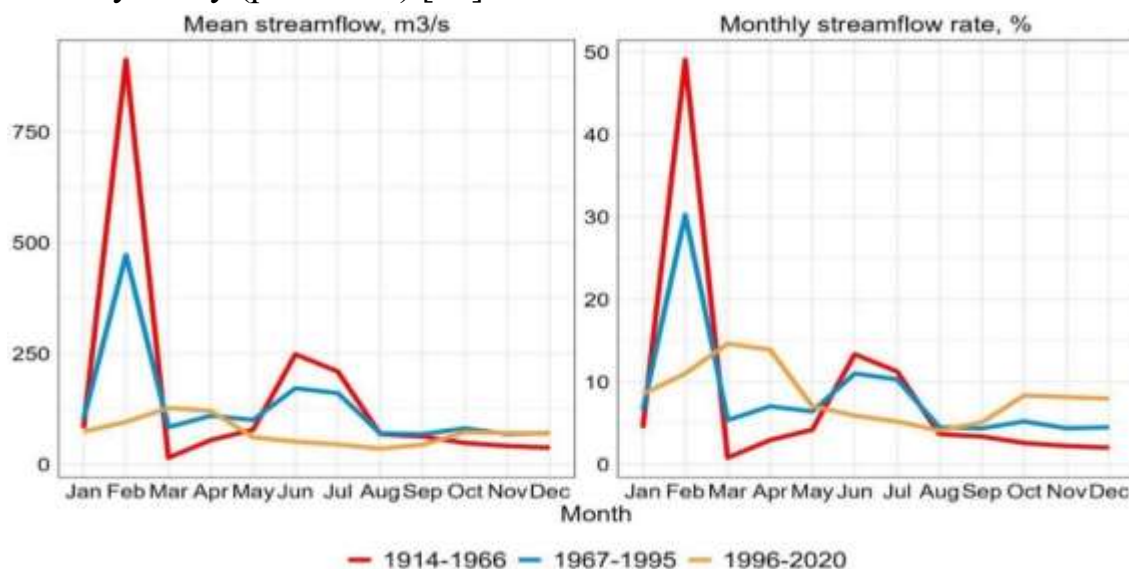 Mean streamflow, m3/s
Monthly streamflow rate, %
750
500
250
0
50
40
30
20
10
0
Jan Feb Mar Apr May Jun Jul Aug Sep Oct Nov Dec
Jan Feb Mar Apr May Jun Jul Aug Sep Oct Nov Dec
Month
1914-1966 1967-1995 1996-2020